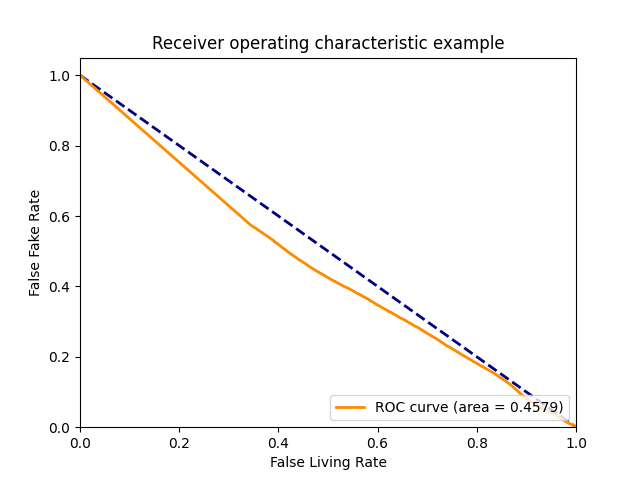 Receiver operating characteristic example
1.0
0.8
0.6
0.4
0.2
0.0
False Fake Rate
ROC curve (area = 0.4579)
0.0 0.2 0.4 0.6 0.8 1.0
False Living Rate